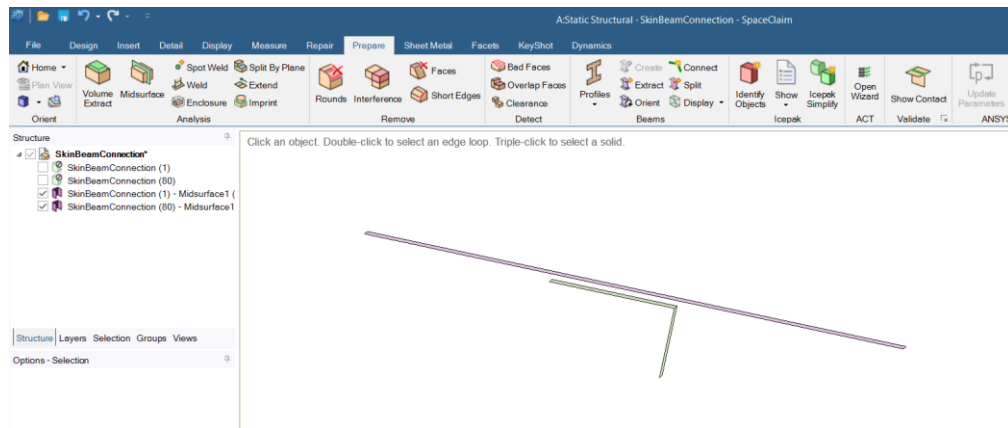 A:Static Structural - SkinBeamConnection - SpaceClaim
File Design Insert Detail Display Measure Repair Prepare Sheet Metal Facets KeyShot Dynamics
Home
Plan View
Orient
Volume Extract
Midsurface
Spot Weld
Weld
Enclosure
Split By Plane
Extend
Imprint
Analysis
Rounds
Interference
Faces
Short Edges
Remove
Bad Faces
Overlap Faces
Clearance
Detect
Profiles
Create
Extract
Orient
Connect
Split
Display
Beams
Identify Objects
Show
Icepak Simplify
Icepak
Open Wizard
ACT
Show Contact
Validate
Update Parameters
ANSYS
Structure
SkinBeamConnection*
SkinBeamConnection (1)
SkinBeamConnection (80)
SkinBeamConnection (1) - Midsurface1 (
SkinBeamConnection (80) - Midsurface1
Structure Layers Selection Groups Views
Options - Selection
Click an object. Double-click to select an edge loop. Triple-click to select a solid.